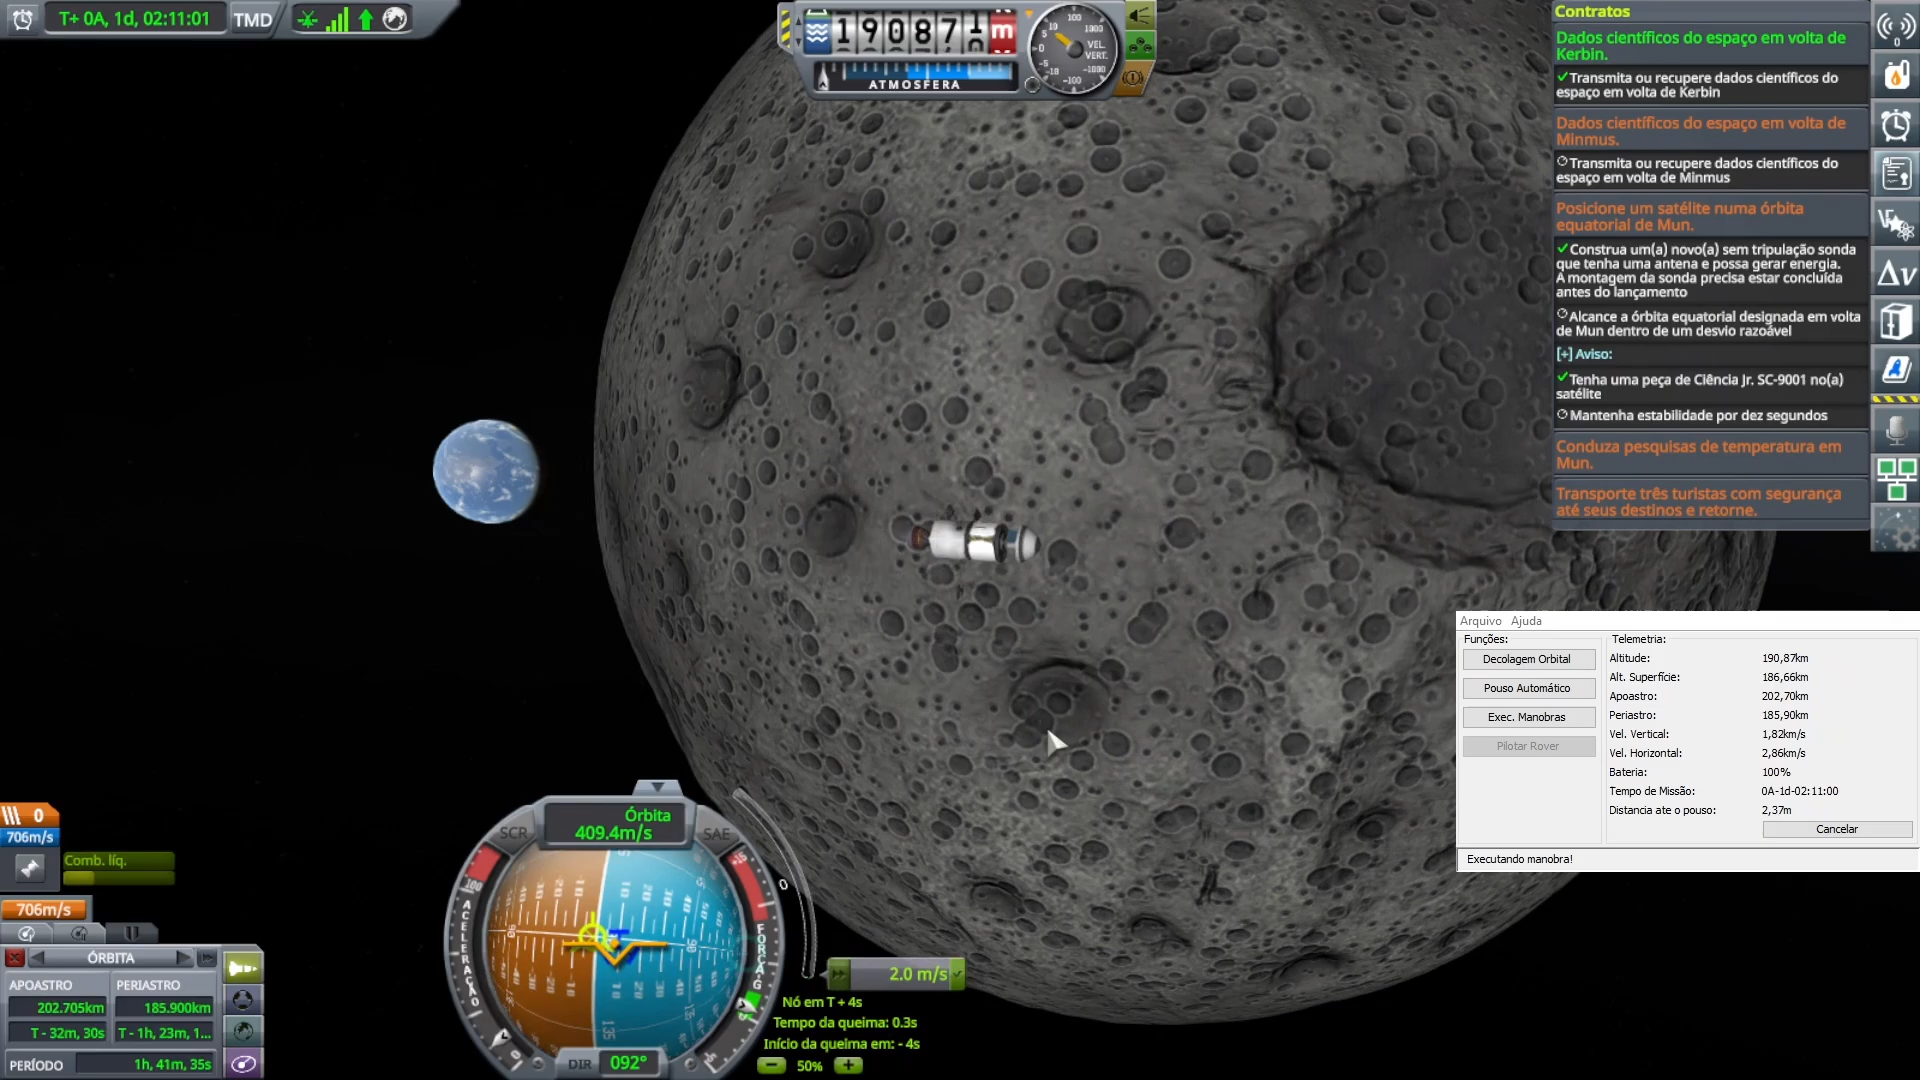 T+ 0A, 1d, 02:11:01
TMD
190871 m
ATMOSFERA
VEL. VERT.
Contratos
Dados científicos do espaço em volta de
Kerbin.
Transmita ou recupere dados científicos do
espaço em volta de Kerbin
Dados científicos do espaço em volta de
Minmus.
Transmita ou recupere dados científicos do
espaço em volta de Minmus
Posicione um satélite numa órbita
equatorial de Mun.
Construa um(a) novo(a) sem tripulação sonda
que tenha uma antena e possa gerar energia.
A montagem da sonda precisa estar concluída
antes do lançamento
Alcance a órbita equatorial designada em volta
de Mun dentro de um desvio razoável
[+] Aviso:
Tenha uma peça de Ciência Jr. SC-9001 no(a)
satélite
Mantenha estabilidade por dez segundos
Conduza pesquisas de temperatura em
Mun.
Transporte três turistas com segurança
até seus destinos e retorne.
Δv
Arquivo Ajuda
Funções:
Decolagem Orbital
Pouso Automático
Exec. Manobras
Pilotar Rover
Telemetria:
Altitude: 190,87km
Alt. Superfície: 186,66km
Apoastro: 202,70km
Periastro: 185,90km
Vel. Vertical: 1,82km/s
Vel. Horizontal: 2,86km/s
Bateria: 100%
Tempo de Missão: 0A-1d-02:11:00
Distancia ate o pouso: 2,37m
Cancelar
Executando manobra!
0
706m/s
Comb. líq.
706m/s
ÓRBITA
APOASTRO PERIASTRO
202.705km 185.900km
T - 32m, 30s T - 1h, 23m, 1...
PERÍODO 1h, 41m, 35s
Órbita
409.4m/s
SCR SAE
ACELERAÇÃO
FORÇA G
DIR 092°
2.0 m/s
Nó em T + 4s
Tempo da queima: 0.3s
Início da queima em: - 4s
50%